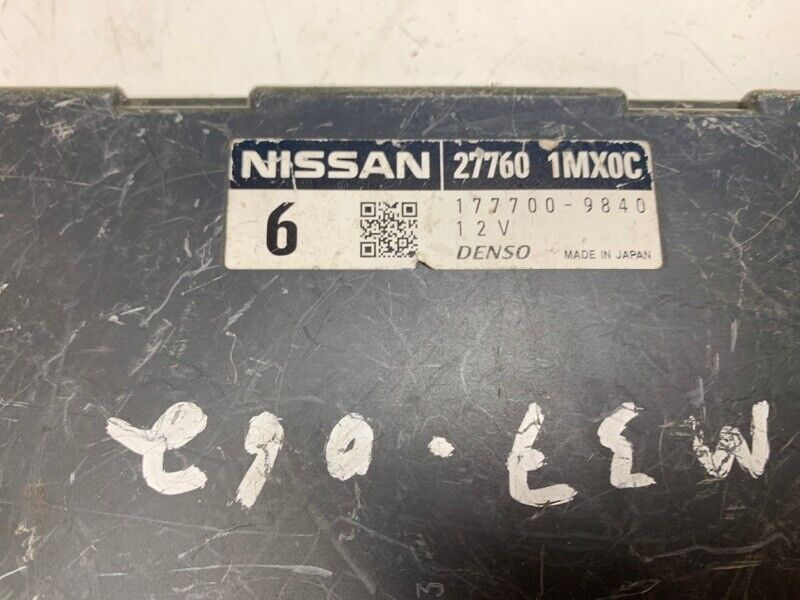 NISSAN 27760 1MX0C
6 177700-9840
12V
DENSO MADE IN JAPAN